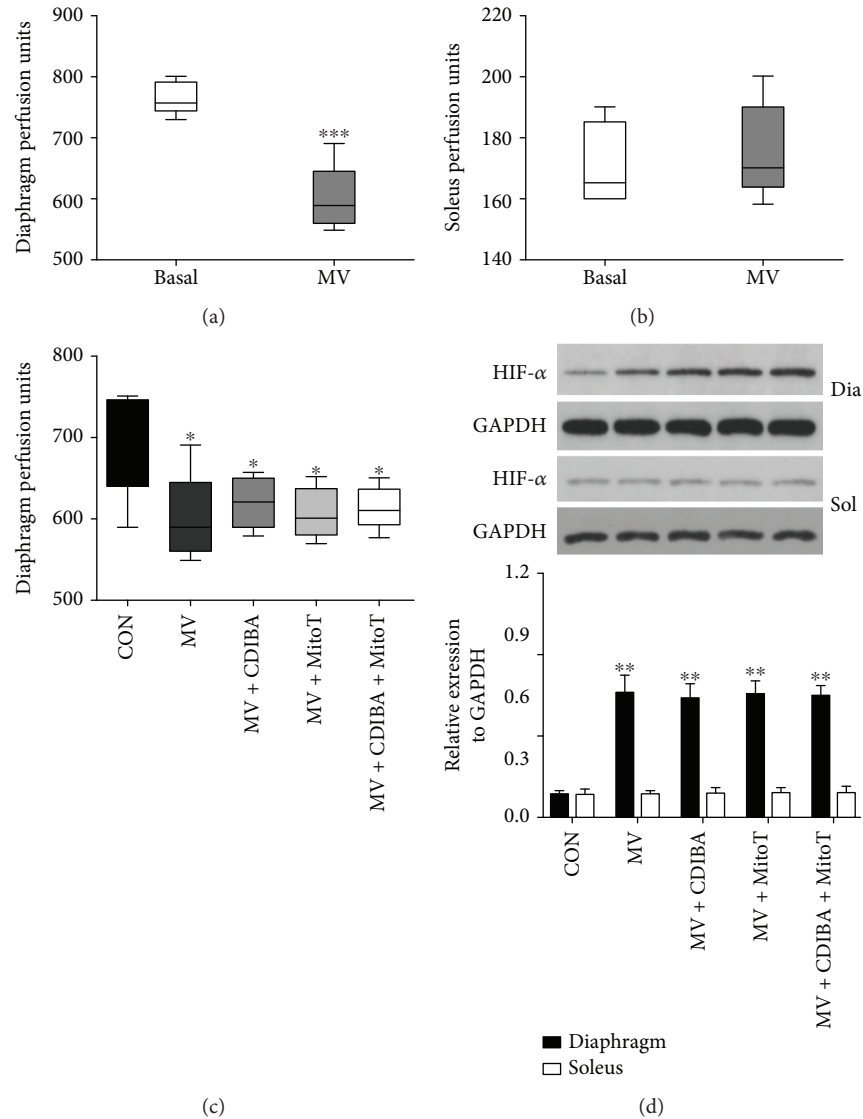 900
800
700
600
500
Diaphragm perfusion units
***
Basal
MV
(a)
220
200
180
160
140
Soleus perfusion units
Basal
MV
(b)
800
700
600
500
Diaphragm perfusion units
*
*
*
*
CON
MV
MV + CDIBA
MV + MitoT
MV + CDIBA + MitoT
(c)
HIF-α
Dia
GAPDH
HIF-α
Sol
GAPDH
1.2
0.9
0.6
0.3
0.0
Relative exression
to GAPDH
**
**
**
**
CON
MV
MV + CDIBA
MV + MitoT
MV + CDIBA + MitoT
Diaphragm
Soleus
(d)